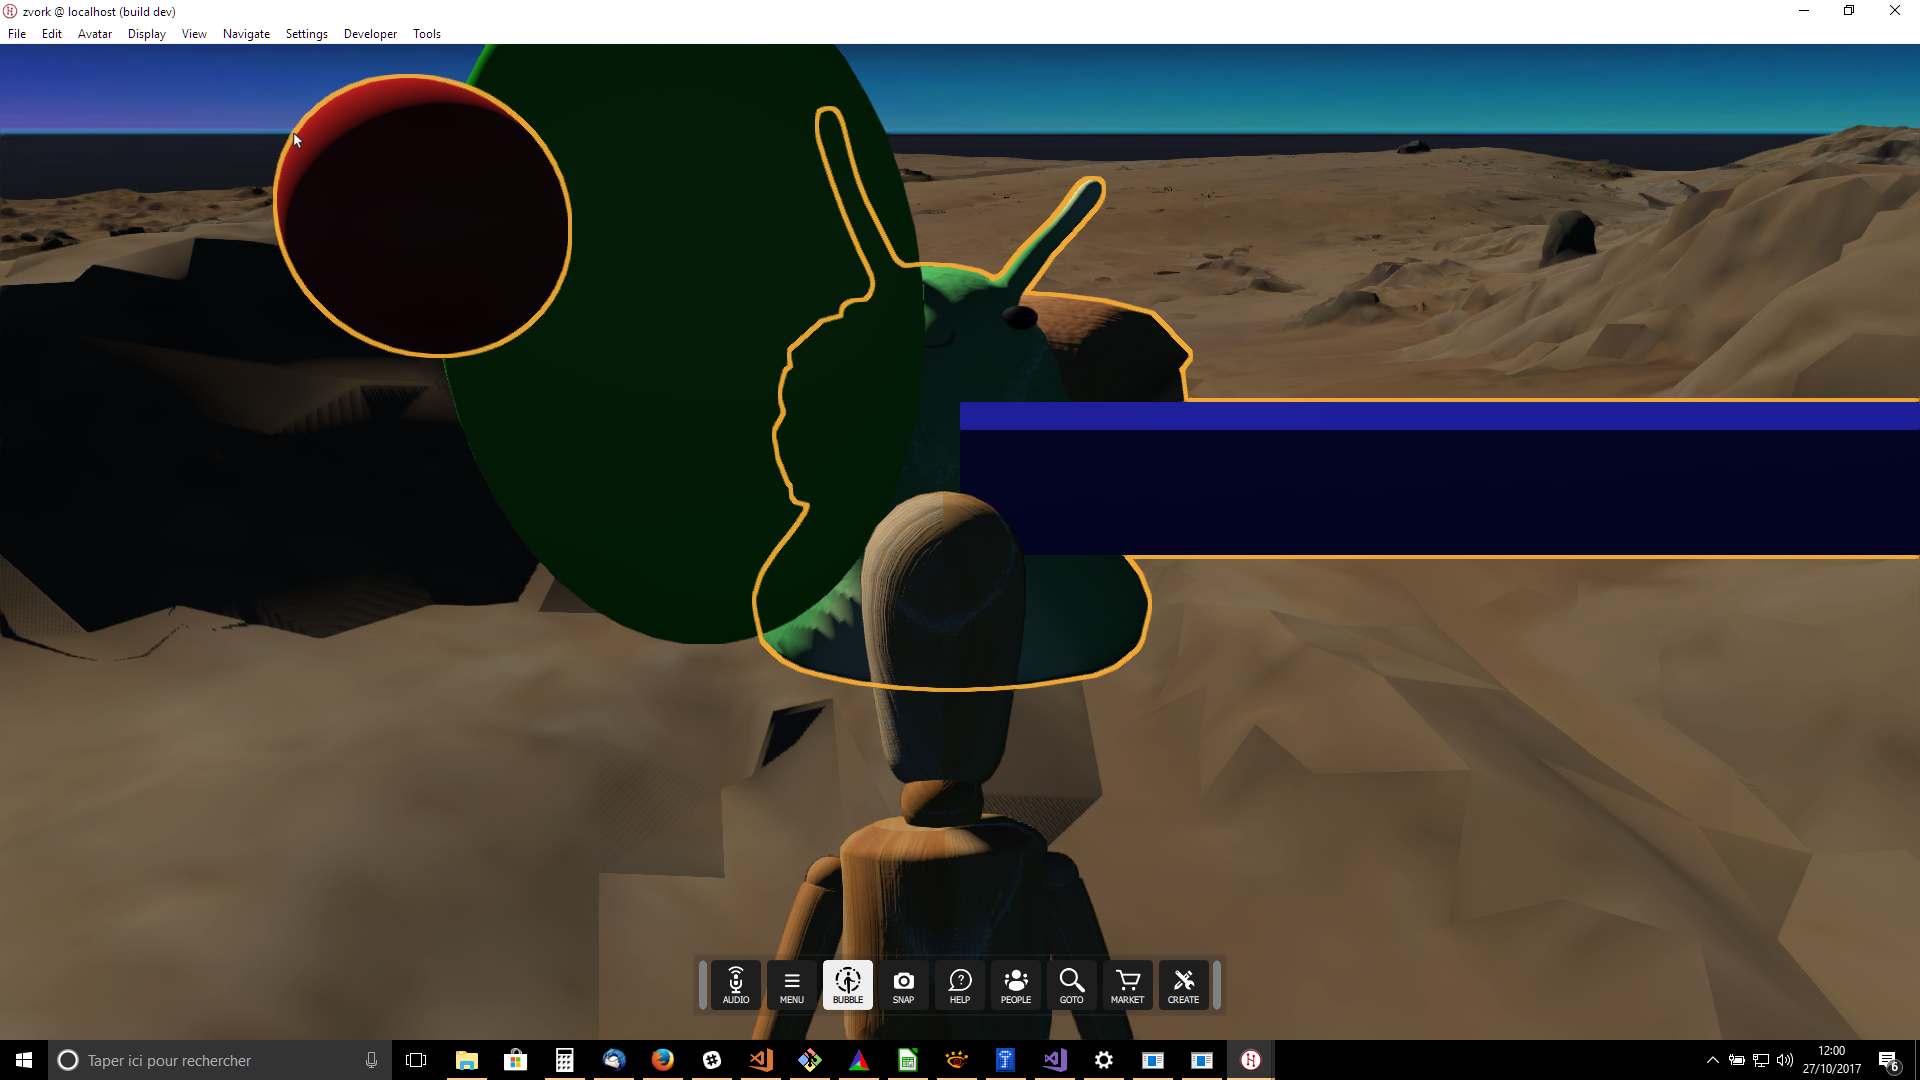 zvork @ localhost (build dev)
File Edit Avatar Display View Navigate Settings Developer Tools
AUDIO MENU BUBBLE SNAP HELP PEOPLE GOTO MARKET CREATE
Taper ici pour rechercher
12:00
27/10/2017
6